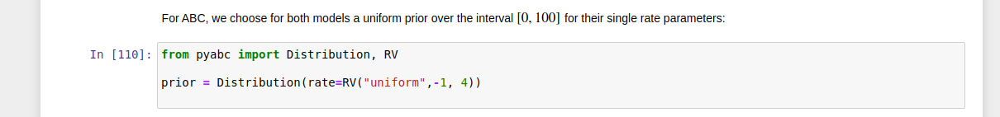 For ABC, we choose for both models a uniform prior over the interval [0, 100] for their single rate parameters:
In [110]: from pyabc import Distribution, RV
prior = Distribution(rate=RV("uniform",-1, 4))